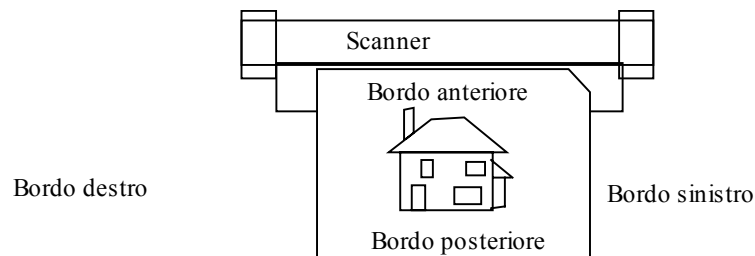 Scanner
Bordo anteriore
Bordo destro
Bordo sinistro
Bordo posteriore